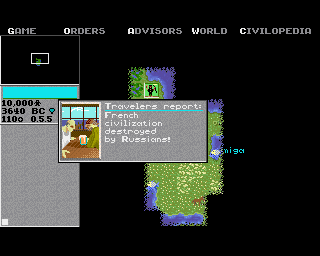 GAME ORDERS ADVISORS WORLD CIVILOPEDIA
10,000
3640 BC
110 0.5.5
Travelers report:
French
civilization
destroyed
by Russians!
miga